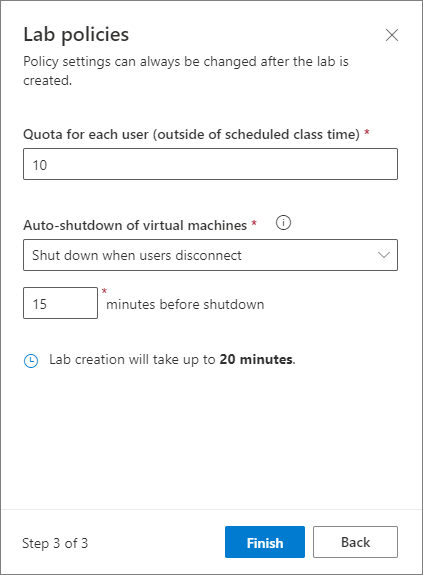 Lab policies
Policy settings can always be changed after the lab is
created.
Quota for each user (outside of scheduled class time) *
10
Auto-shutdown of virtual machines *
Shut down when users disconnect
15 * minutes before shutdown
Lab creation will take up to 20 minutes.
Step 3 of 3
Finish
Back